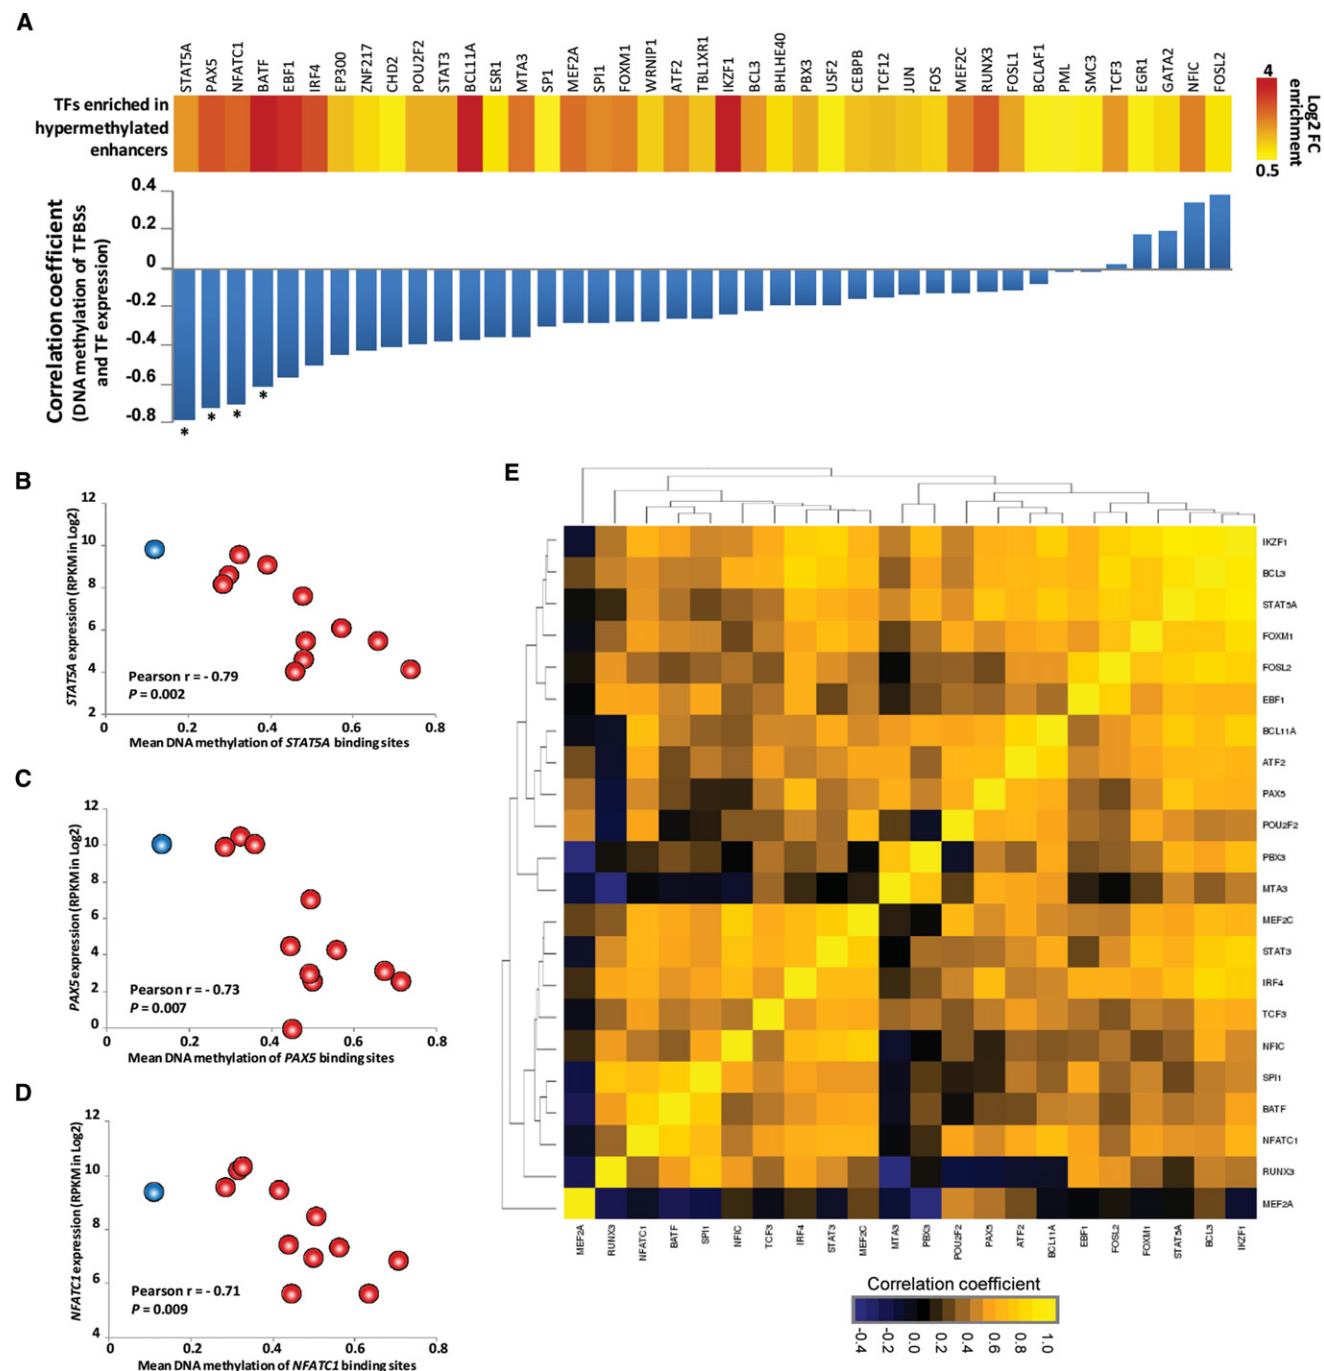 A
STAT5A PAX5 NFATC1 BATF EBF1 IRF4 EP300 ZNF217 CHD2 POU2F2 STAT3 BCL11A ESR1 MTA3 SP1 MEF2A SPI1 FOXM1 WRNIP1 ATF2 TBL1XR1 IKZF1 BCL3 BHLHE40 PBX3 USF2 CEBPB TCF12 JUN FOS MEF2C RUNX3 FOSL1 BCLAF1 PML SMC3 TCF3 EGR1 GATA2 NFIC FOSL2
TFs enriched in
hypermethylated
enhancers
4
Log2 FC
enrichment
0.5
Correlation coefficient
(DNA methylation of TFBSs
and TF expression)
0.4
0.2
0
-0.2
-0.4
-0.6
-0.8
* * * *
B
STAT5A expression (RPKM in Log2)
12
10
8
6
4
2
Pearson r = - 0.79
P = 0.002
0 0.2 0.4 0.6 0.8
Mean DNA methylation of STAT5A binding sites
C
PAX5 expression (RPKM in Log2)
12
10
8
6
4
2
0
Pearson r = - 0.73
P = 0.007
0 0.2 0.4 0.6 0.8
Mean DNA methylation of PAX5 binding sites
D
NFATC1 expression (RPKM in Log2)
12
10
8
6
4
Pearson r = - 0.71
P = 0.009
0 0.2 0.4 0.6 0.8
Mean DNA methylation of NFATC1 binding sites
E
IKZF1
BCL3
STAT5A
FOXM1
FOSL2
EBF1
BCL11A
ATF2
PAX5
POU2F2
PBX3
MTA3
MEF2C
STAT3
IRF4
TCF3
NFIC
SPI1
BATF
NFATC1
RUNX3
MEF2A
MEF2A RUNX3 NFATC1 BATF SPI1 NFIC TCF3 IRF4 STAT3 MEF2C MTA3 PBX3 POU2F2 PAX5 ATF2 BCL11A EBF1 FOSL2 FOXM1 STAT5A BCL3 IKZF1
Correlation coefficient
-0.4 -0.2 0.0 0.2 0.4 0.6 0.8 1.0